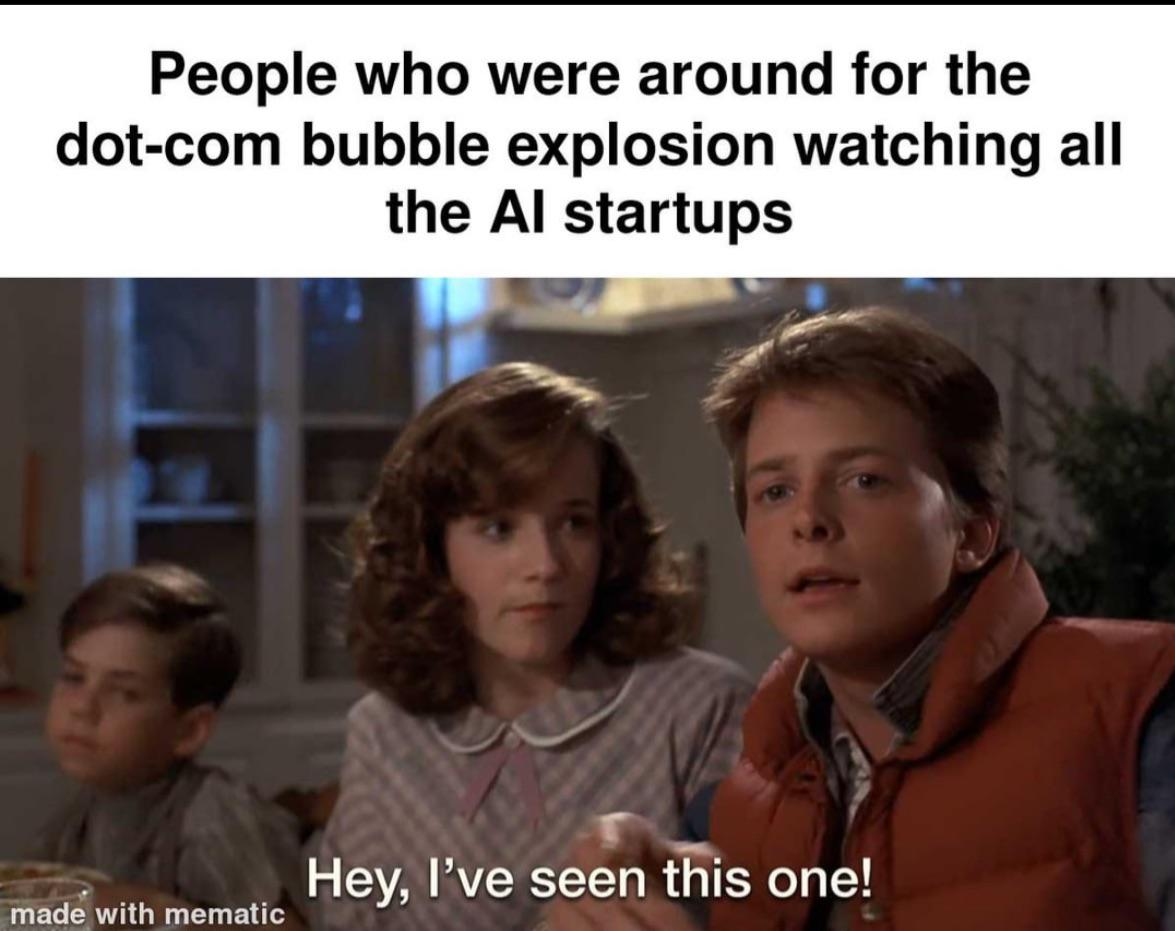 People who were around for the
dot-com bubble explosion watching all
the AI startups
Hey, I've seen this one!
made with mematic